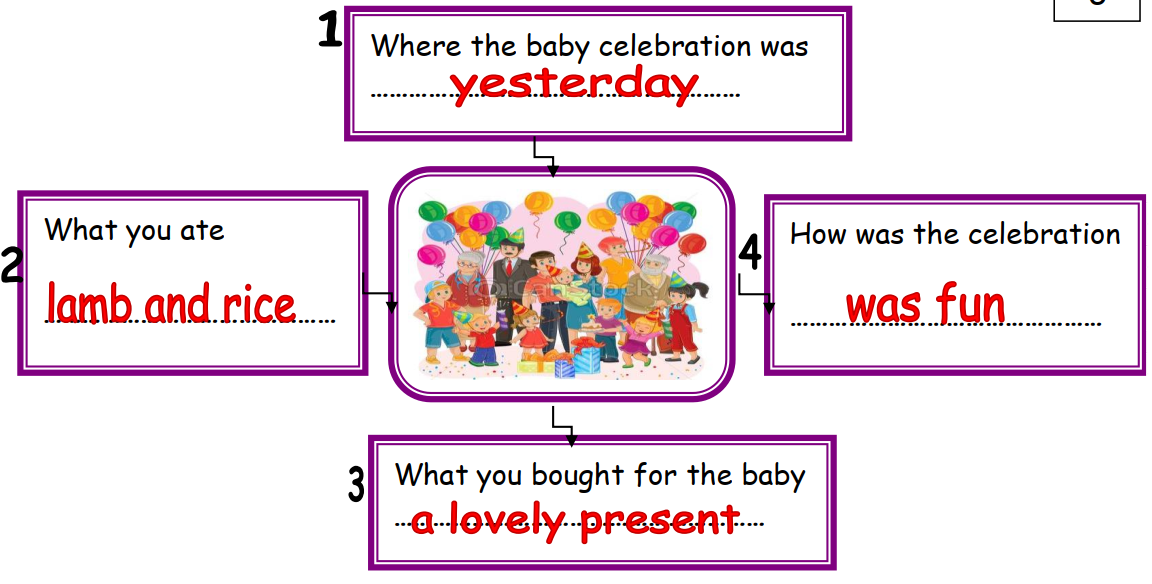 1
Where the baby celebration was
yesterday
2
What you ate
lamb and rice
4
How was the celebration
was fun
3
What you bought for the baby
a lovely present